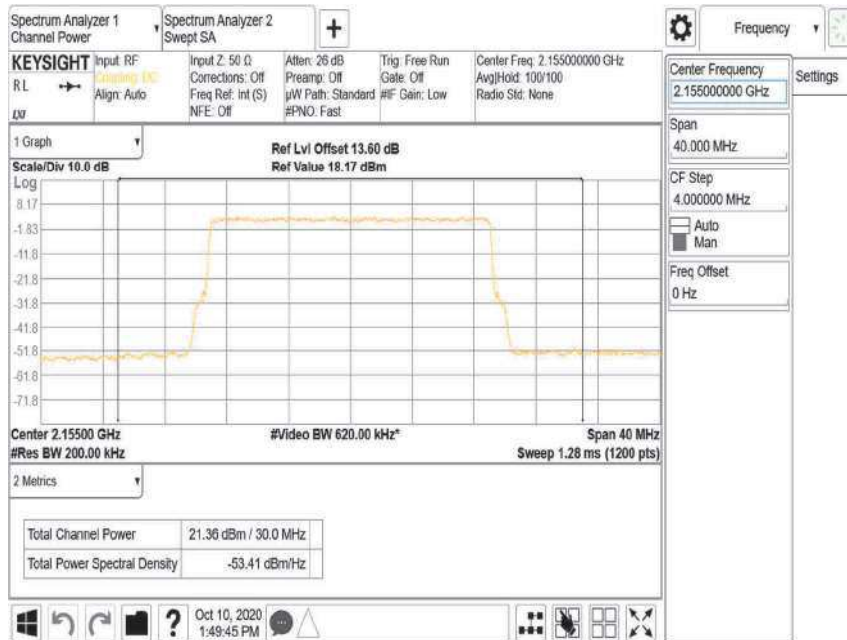 Spectrum Analyzer 1
Channel Power
Spectrum Analyzer 2
Swept SA
+
Frequency
KEYSIGHT
RL
LXI
Input: RF
Coupling: DC
Align: Auto
Input Z: 50 Ω
Corrections: Off
Freq Ref: Int (S)
NFE: Off
Atten: 26 dB
Preamp: Off
µW Path: Standard
#PNO: Fast
Trig: Free Run
Gate: Off
#IF Gain: Low
Center Freq: 2.155000000 GHz
Avg|Hold: 100/100
Radio Std: None
Center Frequency
2.155000000 GHz
Settings
Span
40.000 MHz
CF Step
4.000000 MHz
Auto
Man
Freq Offset
0 Hz
1 Graph
Scale/Div 10.0 dB
Ref Lvl Offset 13.60 dB
Ref Value 18.17 dBm
Log
8.17
-1.83
-11.8
-21.8
-31.8
-41.8
-51.8
-61.8
-71.8
Center 2.15500 GHz
#Video BW 620.00 kHz*
Span 40 MHz
#Res BW 200.00 kHz
Sweep 1.28 ms (1200 pts)
2 Metrics
Total Channel Power 21.36 dBm / 30.0 MHz
Total Power Spectral Density -53.41 dBm/Hz
?
Oct 10, 2020
1:49:45 PM